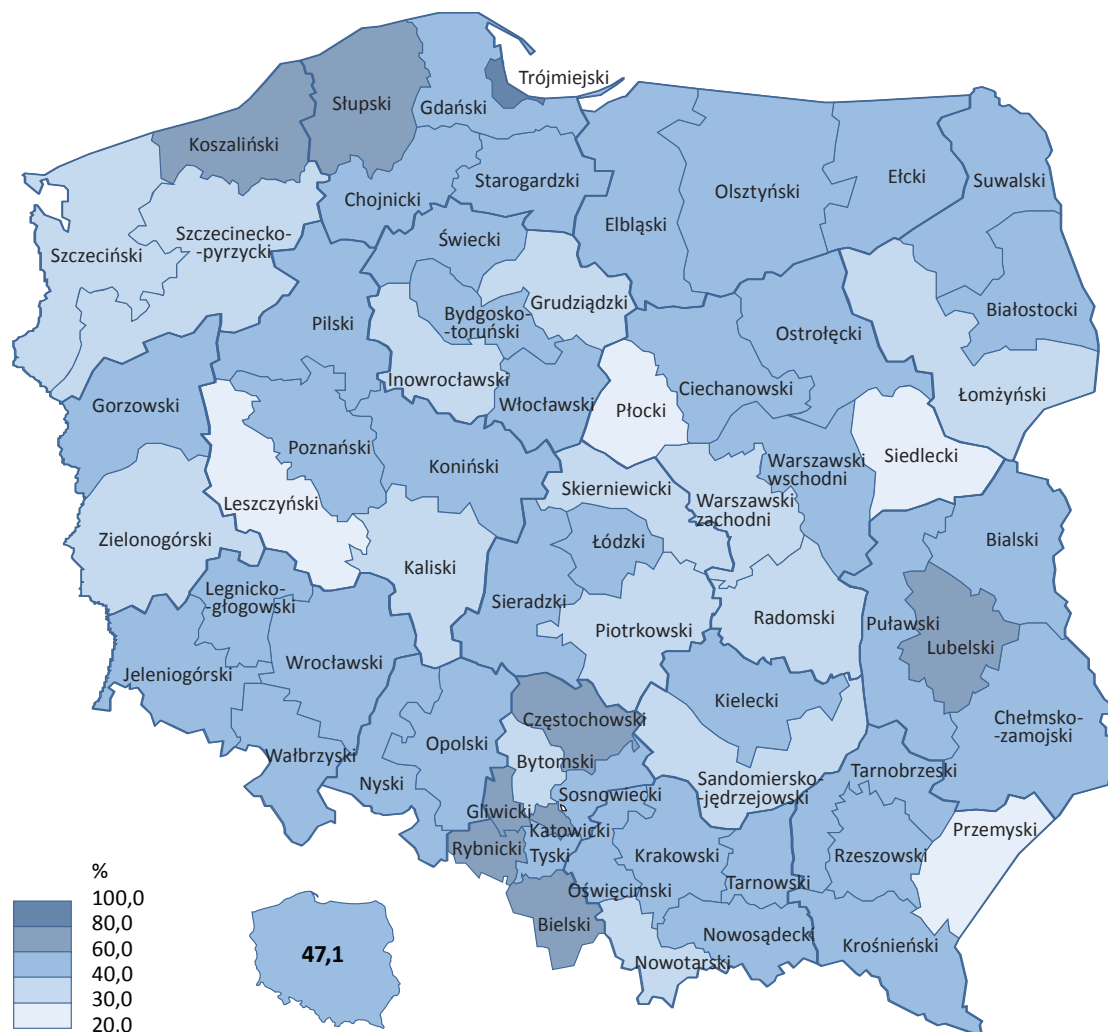 Trójmiejski
Słupski
Gdański
Koszaliński
Starogardzki
Chojnicki
Elbląski
Olsztyński
Ełcki
Suwalski
Szczecinecko-
-pyrzycki
Szczeciński
Świecki
Grudziądzki
Bydgosko-
-toruński
Białostocki
Pilski
Ostrołęcki
Inowrocławski
Włocławski
Ciechanowski
Łomżyński
Gorzowski
Płocki
Poznański
Koniński
Siedlecki
Warszawski
wschodni
Skierniewicki
Warszawski
zachodni
Leszczyński
Zielonogórski
Kaliski
Łódzki
Bialski
Legnicko-
-głogowski
Sieradzki
Piotrkowski
Radomski
Puławski
Lubelski
Jeleniogórski
Wrocławski
Kielecki
Częstochowski
Chełmsko-
-zamojski
Wałbrzyski
Opolski
Nyski
Bytomski
Sandomiersko-
-jędrzejowski
Tarnobrzeski
Sosnowiecki
Gliwicki
Katowicki
Przemyski
Rybnicki
Tyski
Krakowski
Rzeszowski
Oświęcimski
Tarnowski
Bielski
Nowosądecki
Krośnieński
Nowotarski
%
100,0
80,0
60,0
40,0
30,0
20,0
47,1